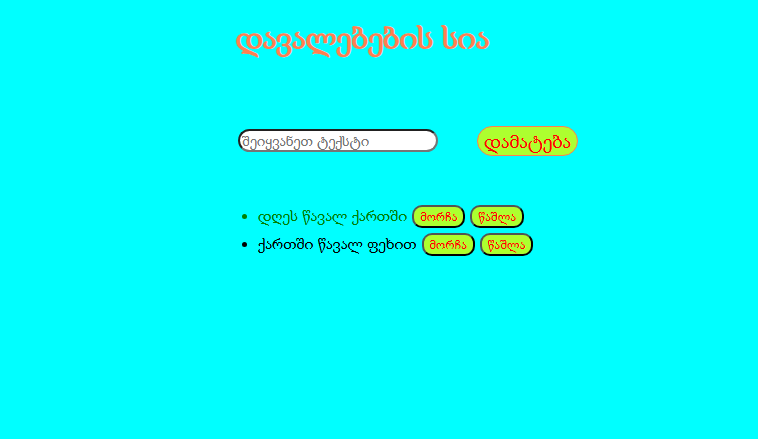 დავალებების სია
შეიყვანეთ ტექსტი
დამატება
დღეს წავალ ქართში მორჩა წაშლა
ქართში წავალ ფეხით მორჩა წაშლა